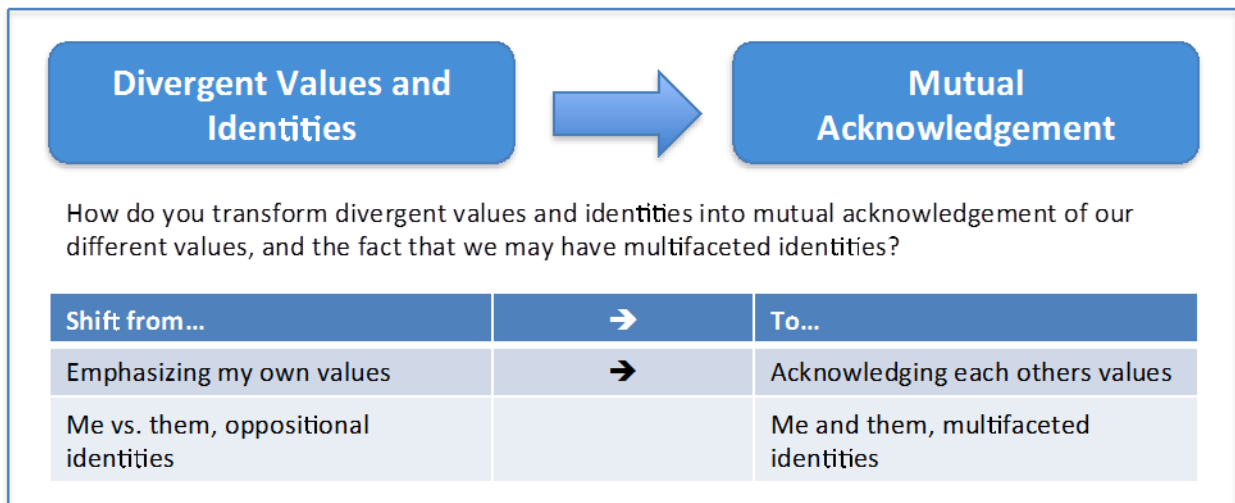 Divergent Values and
Identities
Mutual
Acknowledgement
How do you transform divergent values and identities into mutual acknowledgement of our
different values, and the fact that we may have multifaceted identities?
Shift from... ➔ To...
Emphasizing my own values ➔ Acknowledging each others values
Me vs. them, oppositional
identities
Me and them, multifaceted
identities